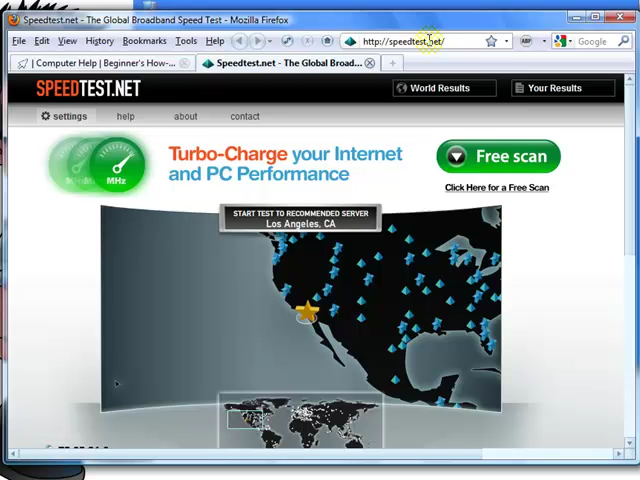 Speedtest.net - The Global Broadband Speed Test - Mozilla Firefox
File Edit View History Bookmarks Tools Help
http://speedtest.net/
ABP
Google
| Computer Help | Beginner's How-...
Speedtest.net - The Global Broad...
SPEEDTEST.NET
World Results
Your Results
settings help about contact
Turbo-Charge your Internet
and PC Performance
MHz
Free scan
Click Here for a Free Scan
START TEST TO RECOMMENDED SERVER
Los Angeles, CA